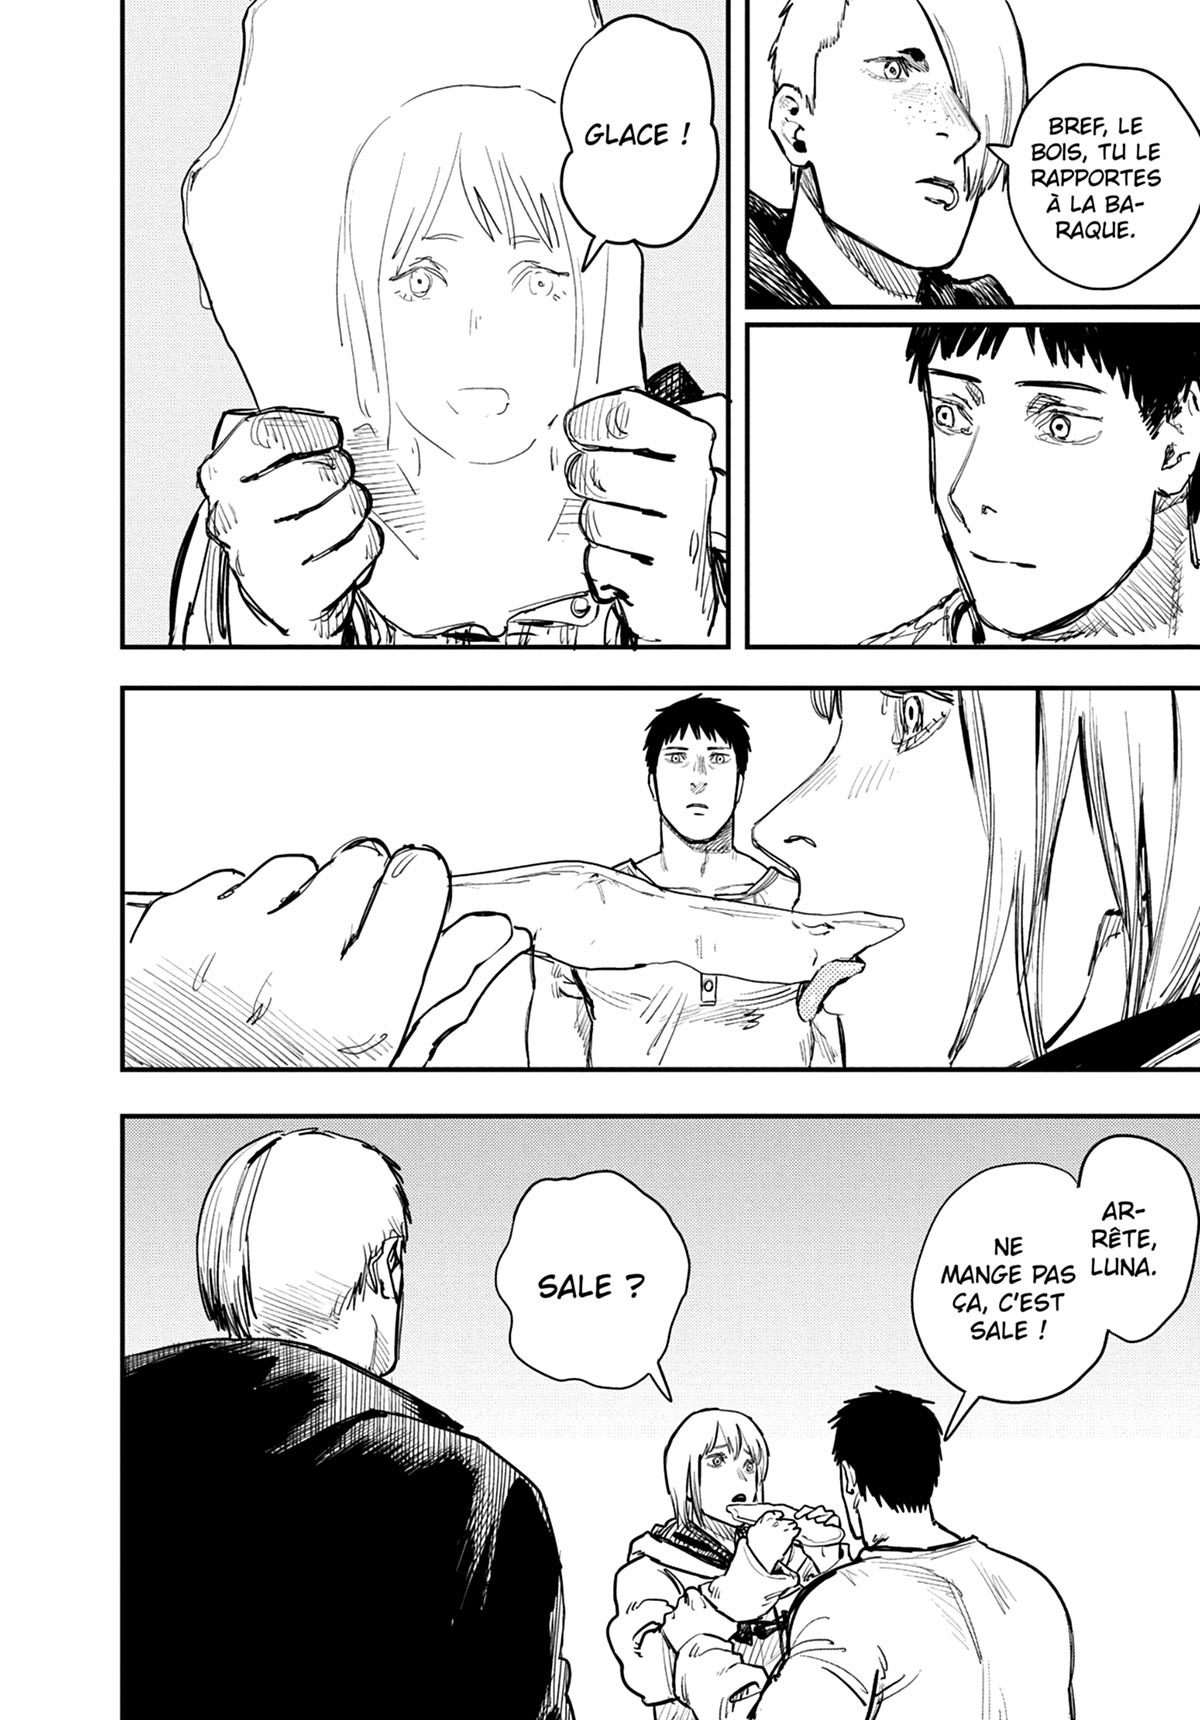 BREF, LE
BOIS, TU LE
RAPPORTES
À LA BA-
RAQUE.
GLACE !
AR-
RÊTE,
LUNA.
NE
MANGE PAS
ÇA, C'EST
SALE !
SALE ?